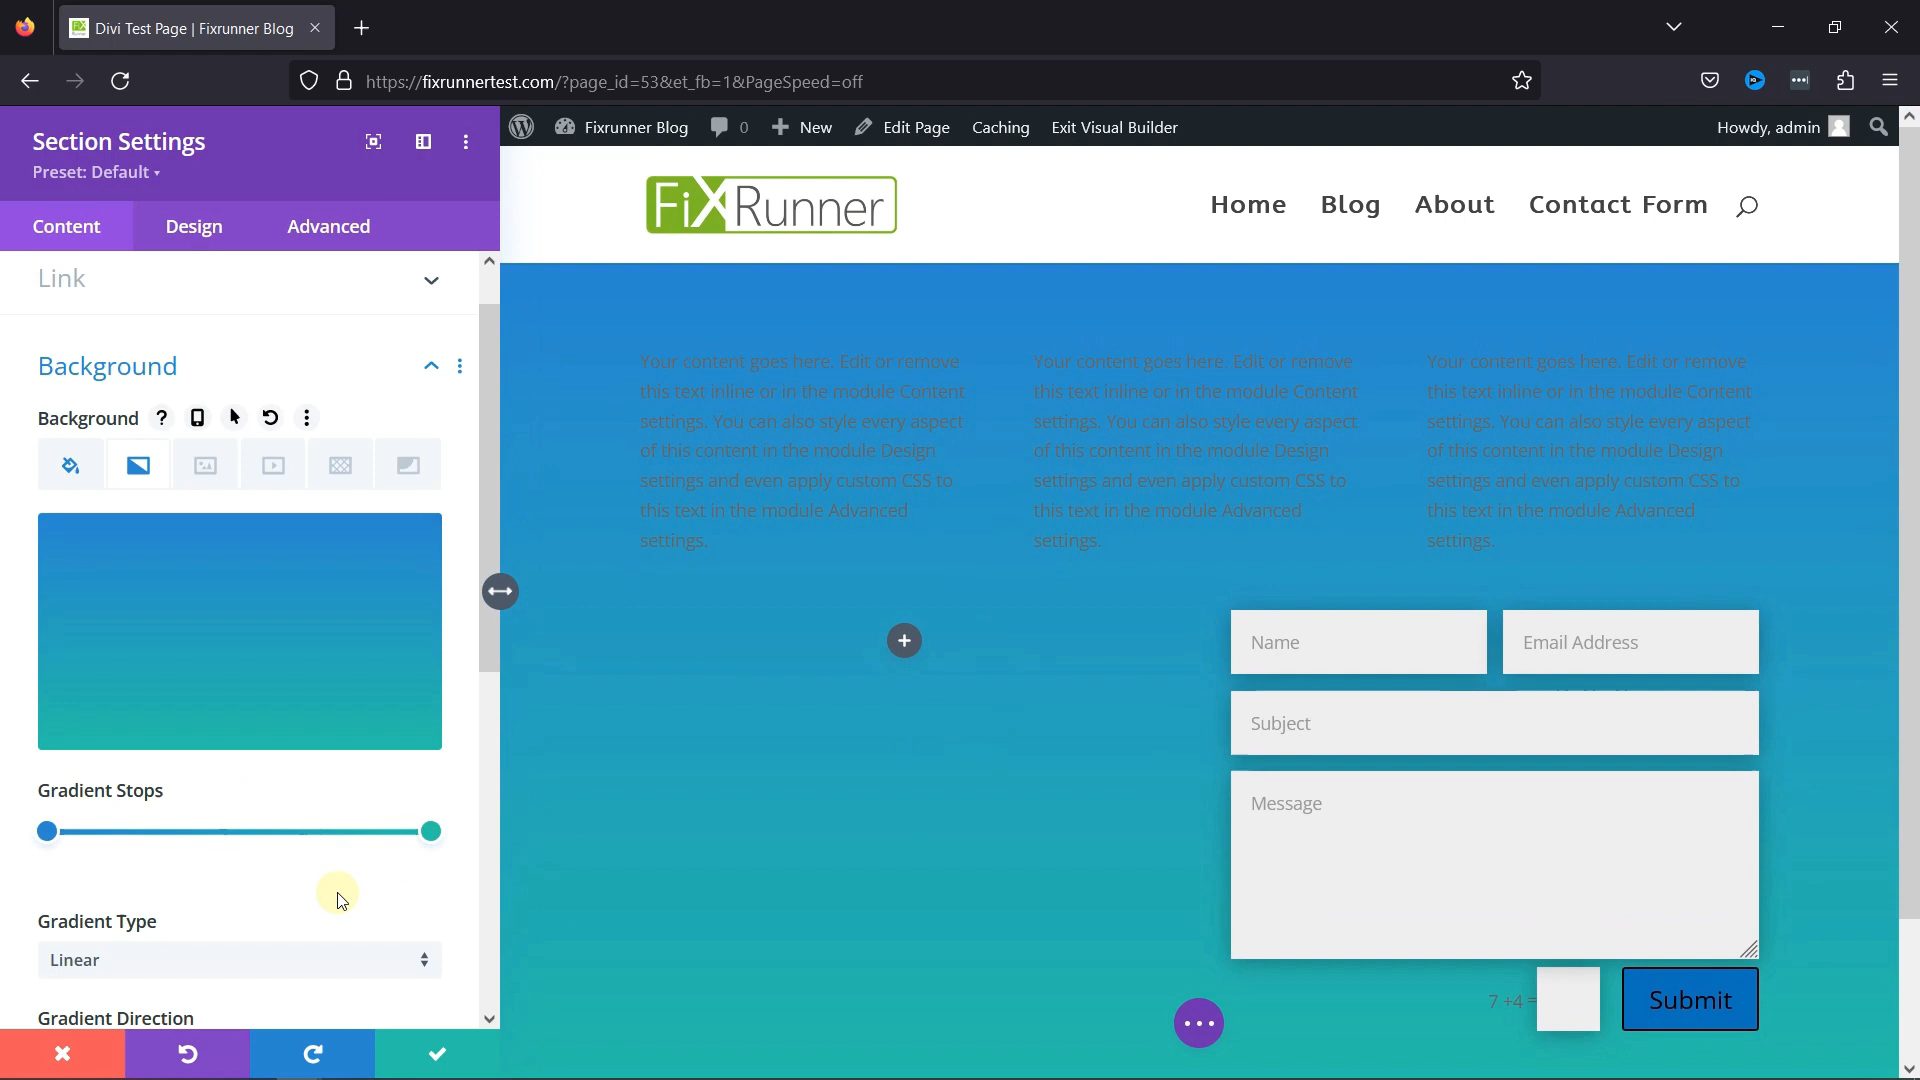 Divi Test Page | Fixrunner Blog
https://fixrunnertest.com/?page_id=53&et_fb=1&PageSpeed=off
Section Settings
Preset: Default
Content Design Advanced
Link
Background
Background ?
Gradient Stops
Gradient Type
Linear
Gradient Direction
Fixrunner Blog 0 New Edit Page Caching Exit Visual Builder Howdy, admin
FiXRunner
Home Blog About Contact Form
Your content goes here. Edit or remove
this text inline or in the module Content
settings. You can also style every aspect
of this content in the module Design
settings and even apply custom CSS to
this text in the module Advanced
settings.
Your content goes here. Edit or remove
this text inline or in the module Content
settings. You can also style every aspect
of this content in the module Design
settings and even apply custom CSS to
this text in the module Advanced
settings.
Your content goes here. Edit or remove
this text inline or in the module Content
settings. You can also style every aspect
of this content in the module Design
settings and even apply custom CSS to
this text in the module Advanced
settings.
Name Email Address
Subject
Message
7 +4 =
Submit